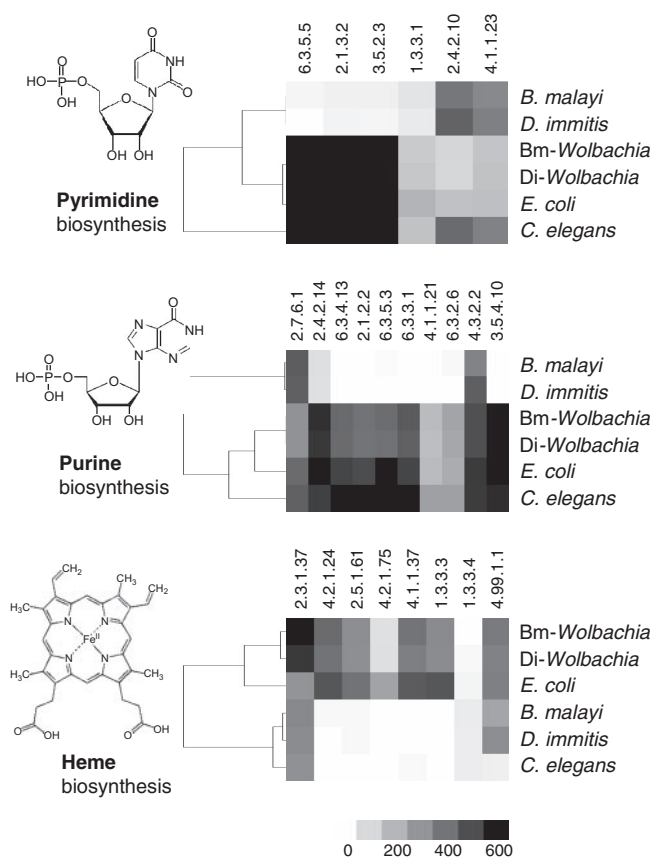 6.3.5.5
2.1.3.2
3.5.2.3
1.3.3.1
2.4.2.10
4.1.1.23
O
NH
O
N
O
HO P O
OH
O
OH OH
Pyrimidine
biosynthesis
B. malayi
D. immitis
Bm-Wolbachia
Di-Wolbachia
E. coli
C. elegans
2.7.6.1
2.4.2.14
6.3.4.13
2.1.2.2
6.3.5.3
6.3.3.1
4.1.1.21
6.3.2.6
4.3.2.2
3.5.4.10
O
N NH
N N
O
HO P O
OH
O
OH OH
Purine
biosynthesis
B. malayi
D. immitis
Bm-Wolbachia
Di-Wolbachia
E. coli
C. elegans
2.3.1.37
4.2.1.24
2.5.1.61
4.2.1.75
4.1.1.37
1.3.3.3
1.3.3.4
4.99.1.1
CH2 CH3
H3C CH2
N N
FeII
N N
H3C CH3
O OH O OH
Heme
biosynthesis
Bm-Wolbachia
Di-Wolbachia
E. coli
B. malayi
D. immitis
C. elegans
0 200 400 600